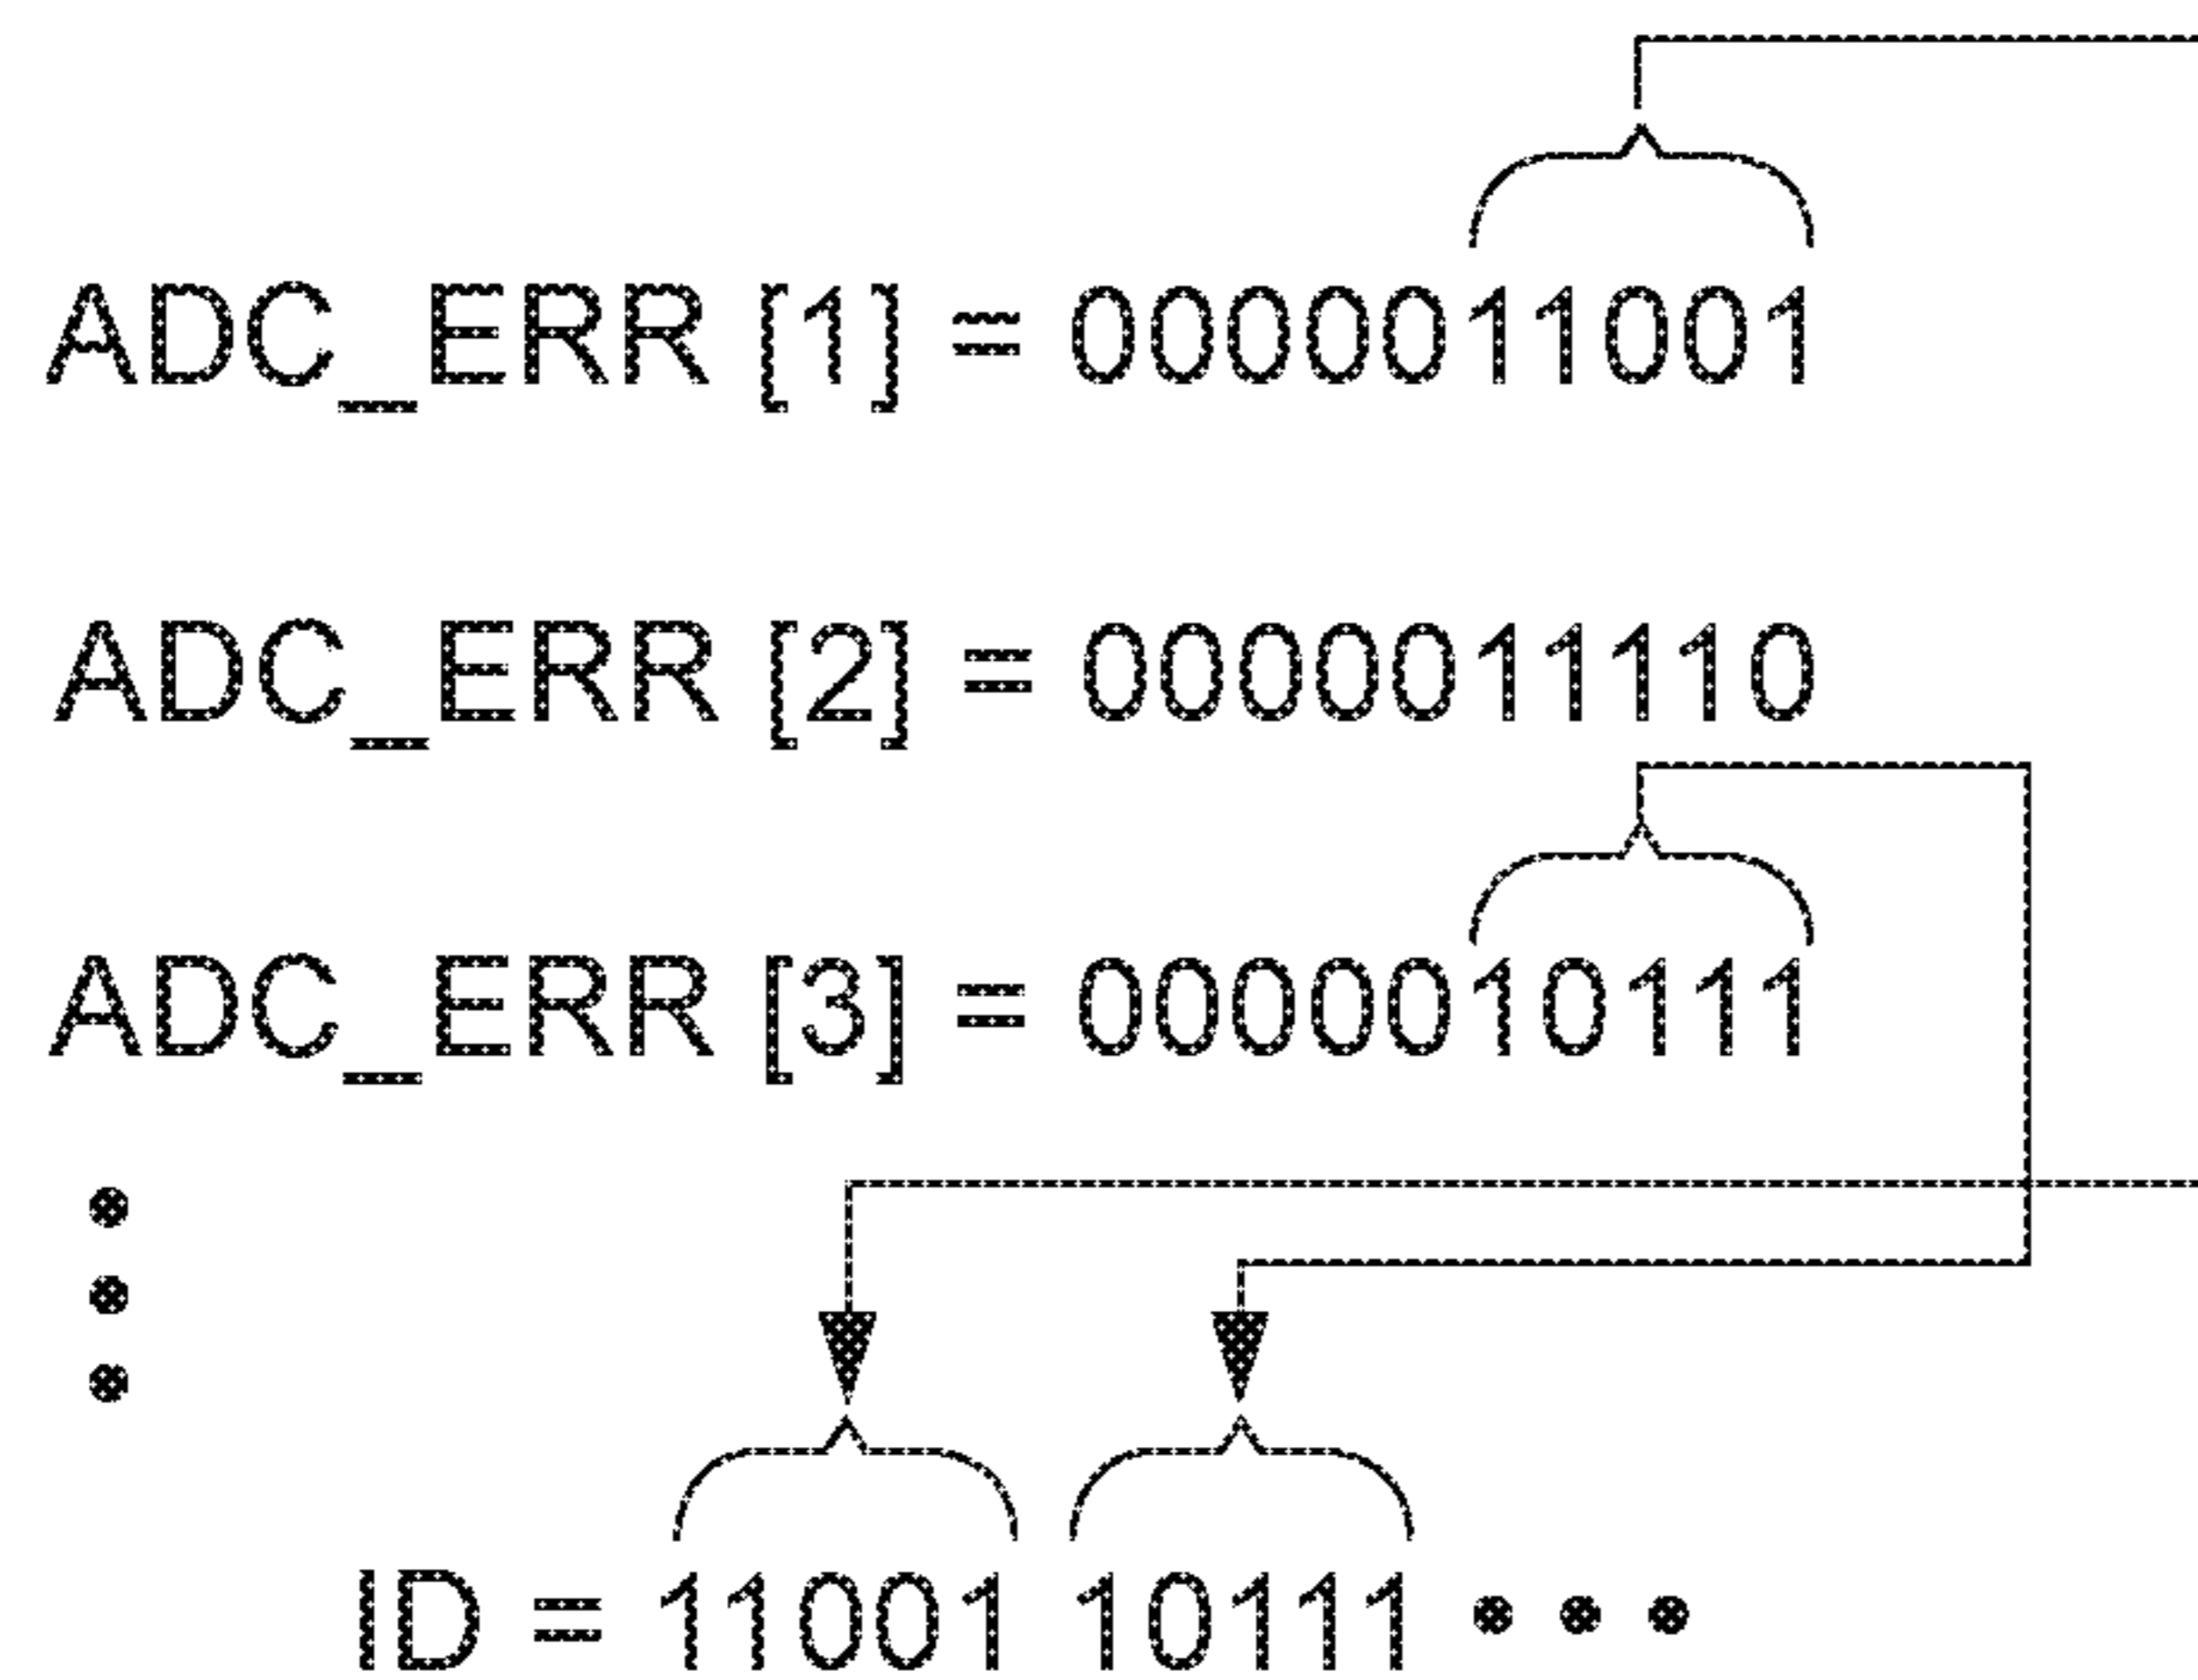 ADC_ERR [1] = 0000011001
ADC_ERR [2] = 0000011110
ADC_ERR [3] = 0000010111
ID = 11001 10111 • • •